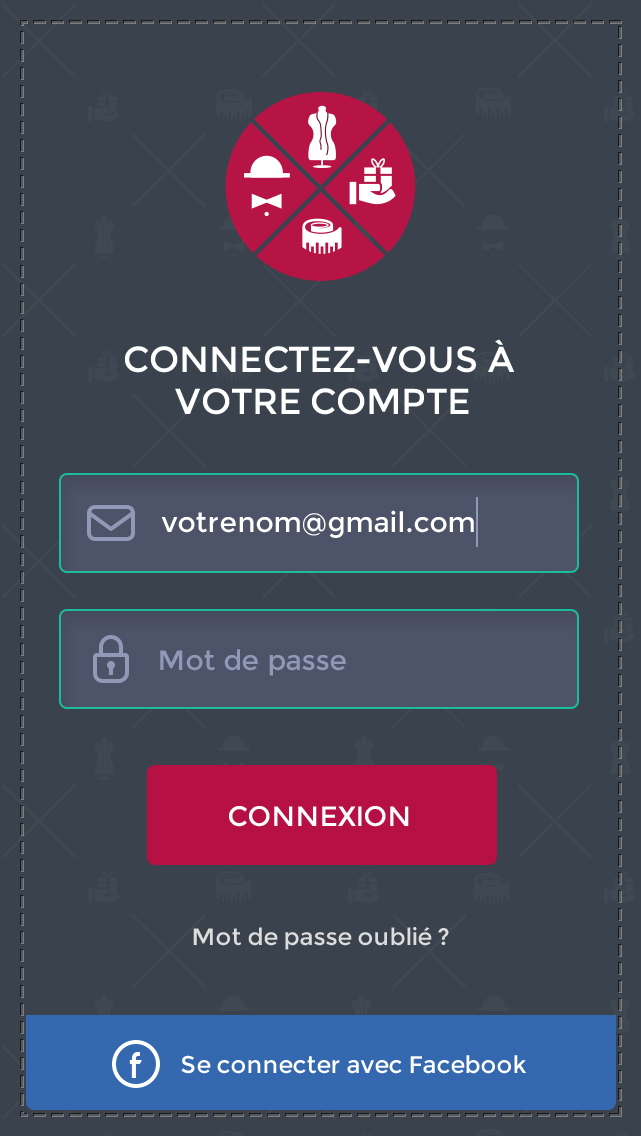 CONNECTEZ-VOUS À
VOTRE COMPTE
votrenom@gmail.com
Mot de passe
CONNEXION
Mot de passe oublié ?
f Se connecter avec Facebook